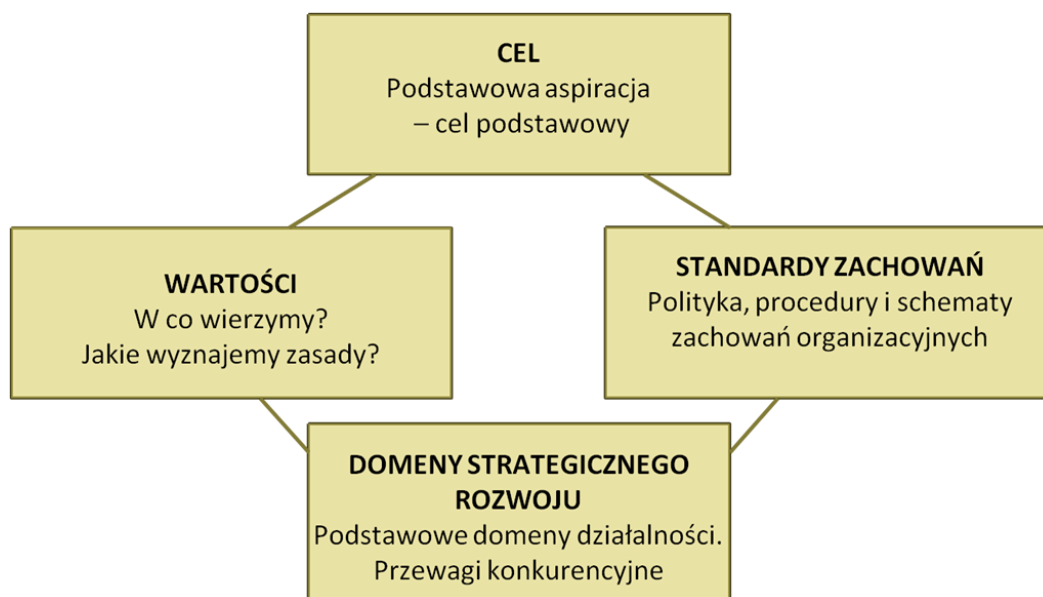 CEL
Podstawowa aspiracja
– cel podstawowy
WARTOŚCI
W co wierzymy?
Jakie wyznajemy zasady?
STANDARDY ZACHOWAŃ
Polityka, procedury i schematy
zachowań organizacyjnych
DOMENY STRATEGICZNEGO
ROZWOJU
Podstawowe domeny działalności.
Przewagi konkurencyjne